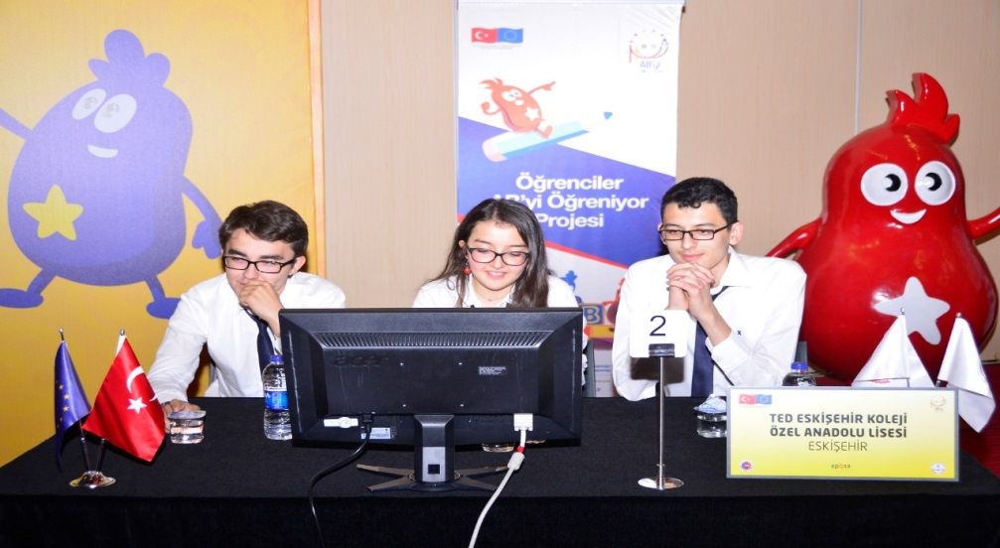 Öğrenciler
AB'yi Öğreniyor
Projesi
2
acer
TED ESKİŞEHİR KOLEJİ
ÖZEL ANADOLU LİSESİ
ESKİŞEHİR